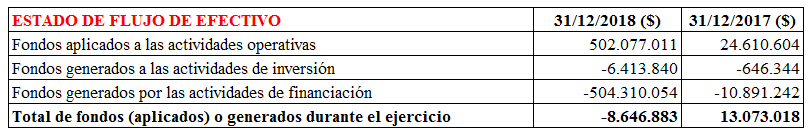 ESTADO DE FLUJO DE EFECTIVO 31/12/2018 ($) 31/12/2017 ($)
Fondos aplicados a las actividades operativas 502.077.011 24.610.604
Fondos generados a las actividades de inversión -6.413.840 -646.344
Fondos generados por las actividades de financiación -504.310.054 -10.891.242
Total de fondos (aplicados) o generados durante el ejercicio -8.646.883 13.073.018